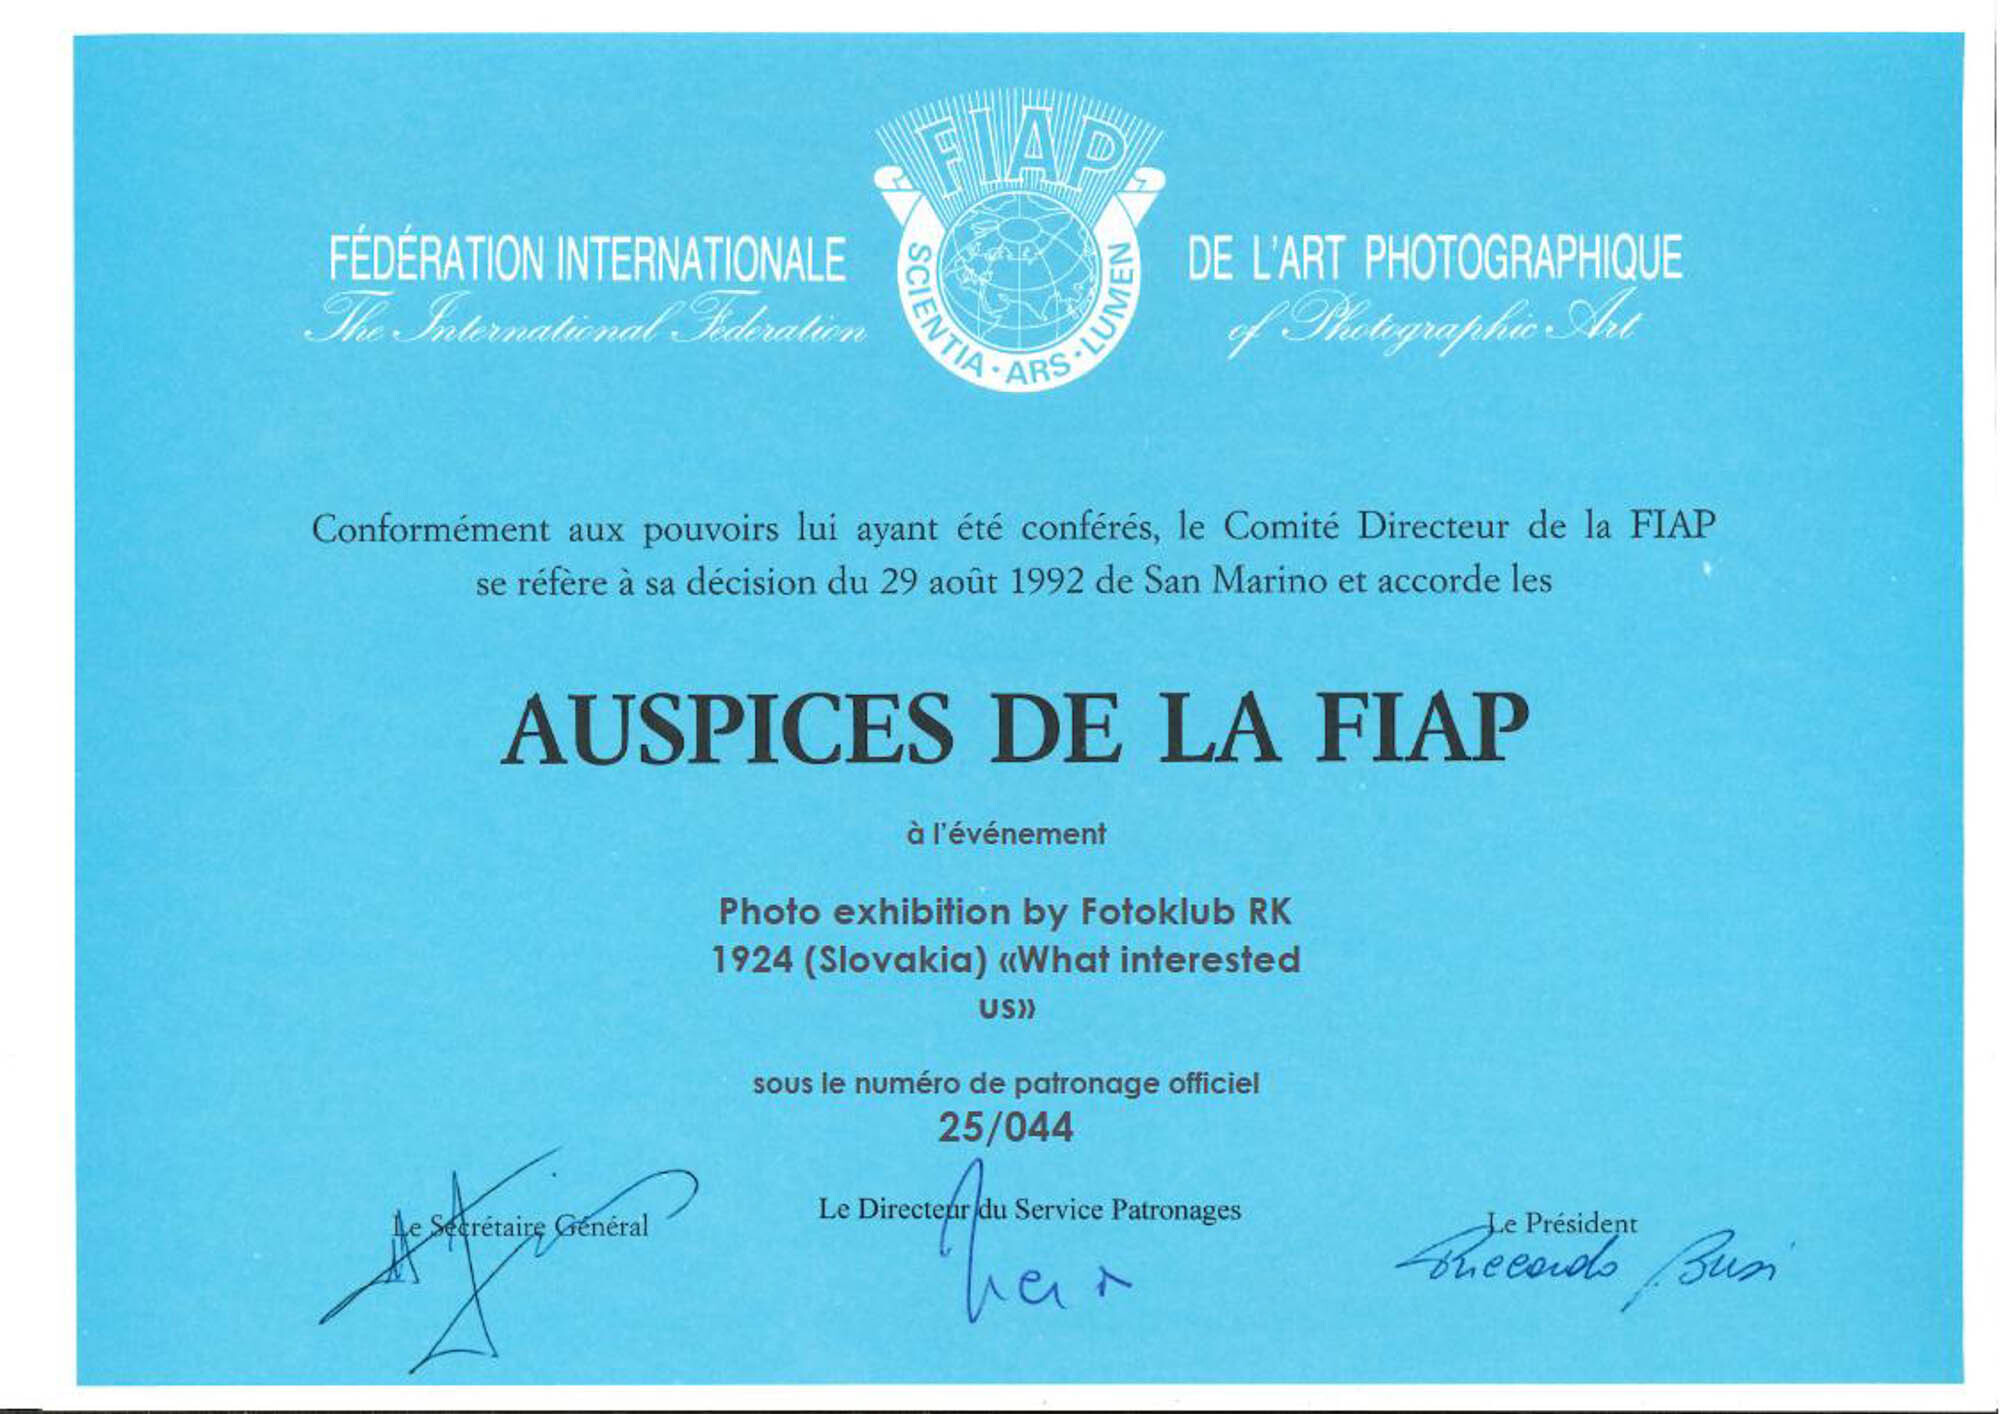 FIAP
SCIENTIA · ARS · LUMEN
FÉDÉRATION INTERNATIONALE DE L'ART PHOTOGRAPHIQUE
The International Federation of Photographic Art
Conformément aux pouvoirs lui ayant été conférés, le Comité Directeur de la FIAP
se réfère à sa décision du 29 août 1992 de San Marino et accorde les
AUSPICES DE LA FIAP
à l'événement
Photo exhibition by Fotoklub RK
1924 (Slovakia) «What interested
us»
sous le numéro de patronage officiel
25/044
Le Secrétaire Général
Le Directeur du Service Patronages
Le Président
Riccardo Busi